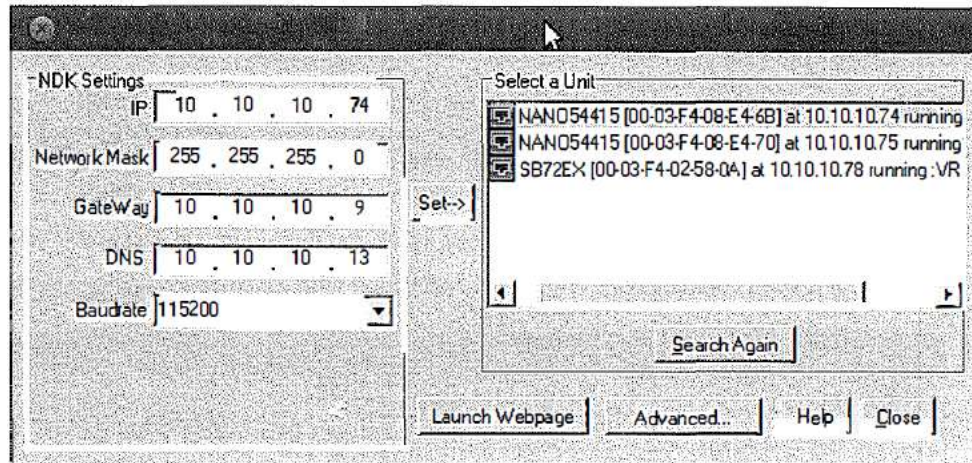 NDK Settings
IP 10 . 10 . 10 . 74
Network Mask 255 . 255 . 255 . 0
GateWay 10 . 10 . 10 . 9
DNS 10 . 10 . 10 . 13
Baudrate 115200
Set-->
Select a Unit
NANO54415 [00-03-F4-08-E4-6B] at 10.10.10.74 running
NANO54415 [00-03-F4-08-E4-70] at 10.10.10.75 running
SB72EX [00-03-F4-02-58-0A] at 10.10.10.78 running :VR
Search Again
Launch Webpage
Advanced...
Help
Close